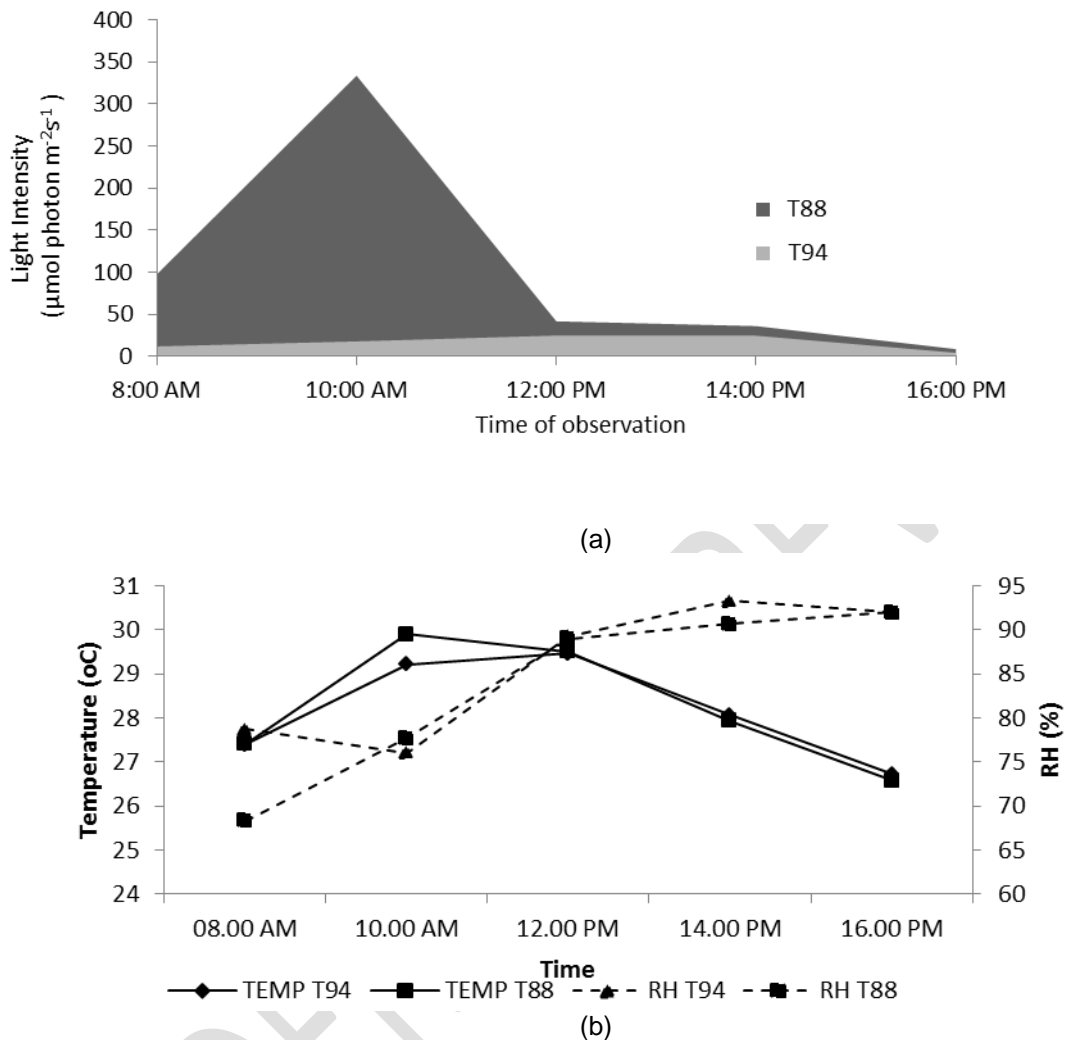 400
350
300
250
200
150
100
50
0
Light Intensity
(µmol photon m-2s-1 )
T88
T94
8:00 AM 10:00 AM 12:00 PM 14:00 PM 16:00 PM
Time of observation
(a)
31
30
29
28
27
26
25
24
Temperature (oC)
95
90
85
80
75
70
65
60
RH (%)
08.00 AM 10.00 AM 12.00 PM 14.00 PM 16.00 PM
Time
TEMP T94 TEMP T88 RH T94 RH T88
(b)